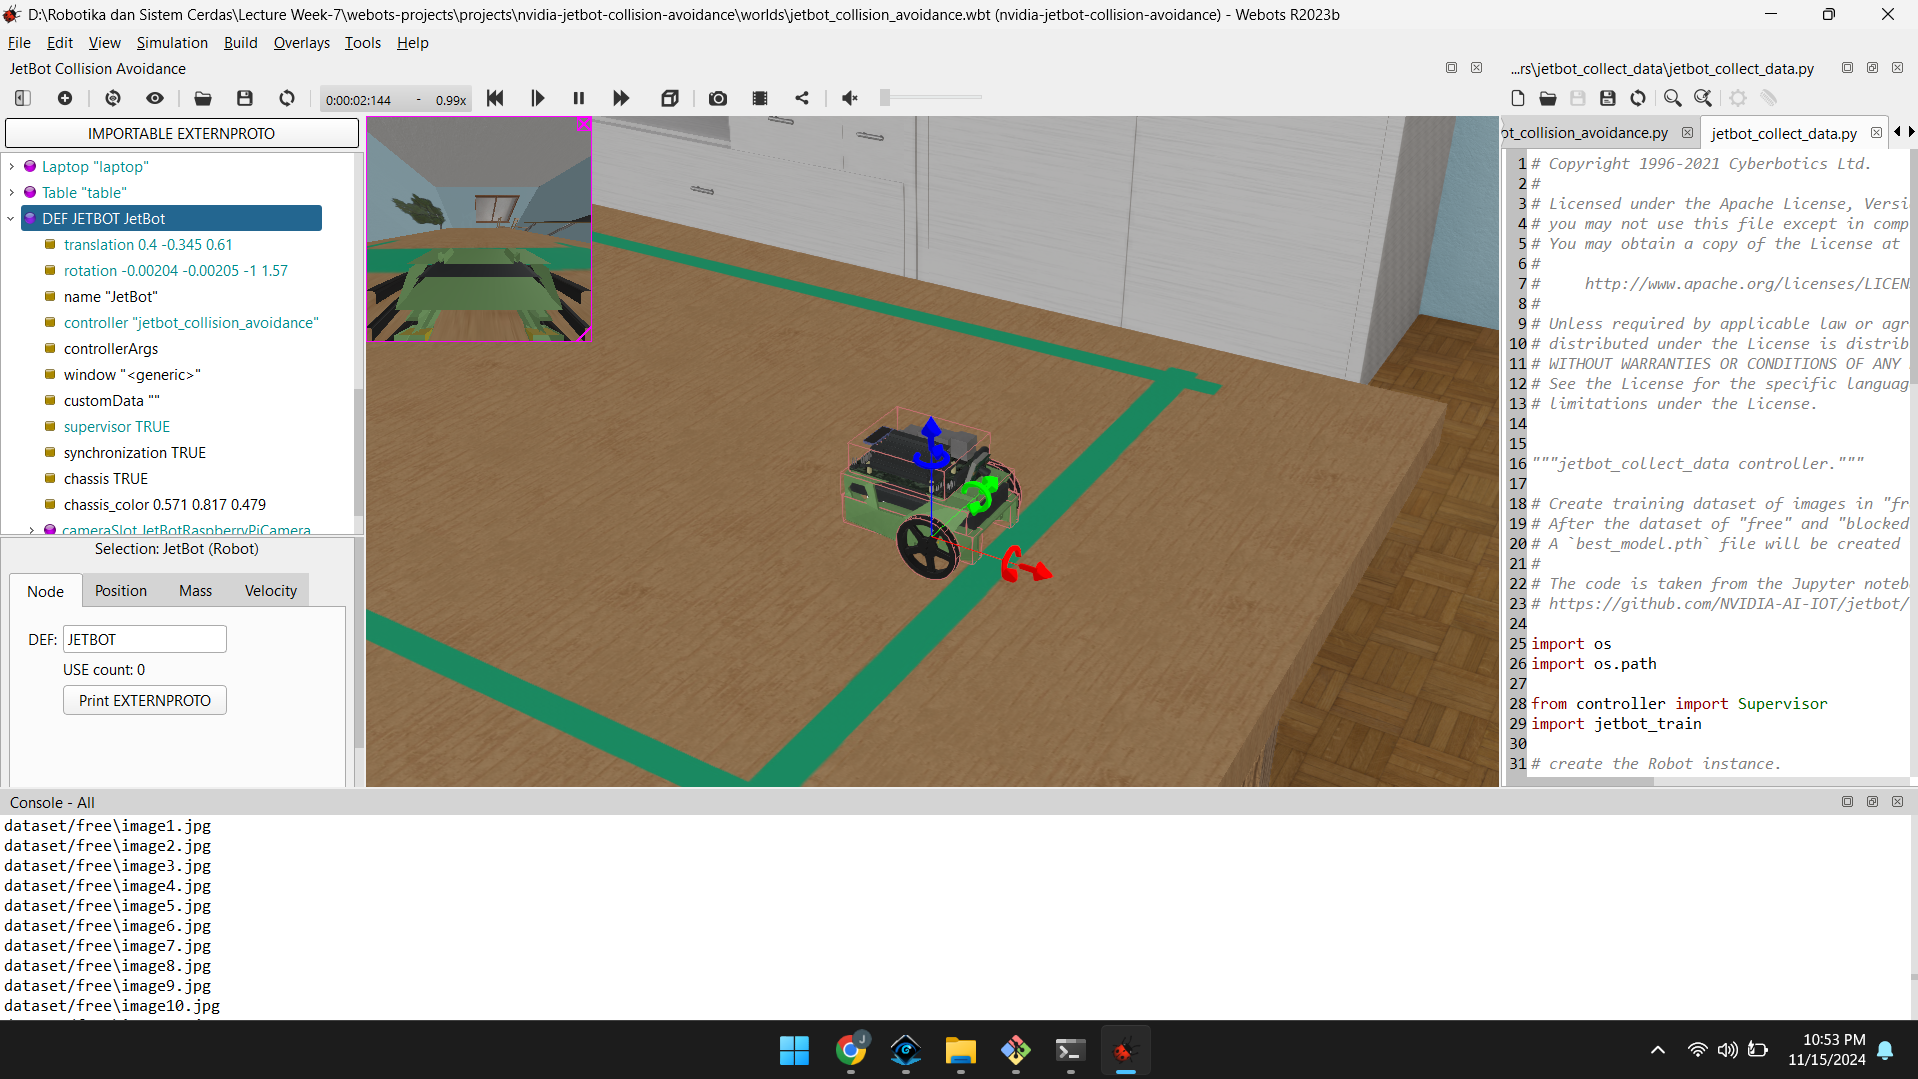 D:\Robotika dan Sistem Cerdas\Lecture Week-7\webots-projects\projects\nvidia-jetbot-collision-avoidance\worlds\jetbot_collision_avoidance.wbt (nvidia-jetbot-collision-avoidance) - Webots R2023b
File Edit View Simulation Build Overlays Tools Help
JetBot Collision Avoidance
...rs\jetbot_collect_data\jetbot_collect_data.py
0:00:02:144 - 0.99x
IMPORTABLE EXTERNPROTO
Laptop "laptop"
Table "table"
DEF JETBOT JetBot
translation 0.4 -0.345 0.61
rotation -0.00204 -0.00205 -1 1.57
name "JetBot"
controller "jetbot_collision_avoidance"
controllerArgs
window "<generic>"
customData ""
supervisor TRUE
synchronization TRUE
chassis TRUE
chassis_color 0.571 0.817 0.479
cameraSlot JetBotRaspberryPiCamera
Selection: JetBot (Robot)
Node Position Mass Velocity
DEF: JETBOT
USE count: 0
Print EXTERNPROTO
ot_collision_avoidance.py jetbot_collect_data.py
1 # Copyright 1996-2021 Cyberbotics Ltd.
2 #
3 # Licensed under the Apache License, Versi
4 # you may not use this file except in comp
5 # You may obtain a copy of the License at
6 #
7 # http://www.apache.org/licenses/LICEN
8 #
9 # Unless required by applicable law or agr
10 # distributed under the License is distrib
11 # WITHOUT WARRANTIES OR CONDITIONS OF ANY
12 # See the License for the specific languag
13 # limitations under the License.
14
15
16 """jetbot_collect_data controller."""
17
18 # Create training dataset of images in "fr
19 # After the dataset of "free" and "blocked
20 # A `best_model.pth` file will be created
21 #
22 # The code is taken from the Jupyter noteb
23 # https://github.com/NVIDIA-AI-IOT/jetbot/
24
25 import os
26 import os.path
27
28 from controller import Supervisor
29 import jetbot_train
30
31 # create the Robot instance.
Console - All
dataset/free\image1.jpg
dataset/free\image2.jpg
dataset/free\image3.jpg
dataset/free\image4.jpg
dataset/free\image5.jpg
dataset/free\image6.jpg
dataset/free\image7.jpg
dataset/free\image8.jpg
dataset/free\image9.jpg
dataset/free\image10.jpg
J
10:53 PM
11/15/2024